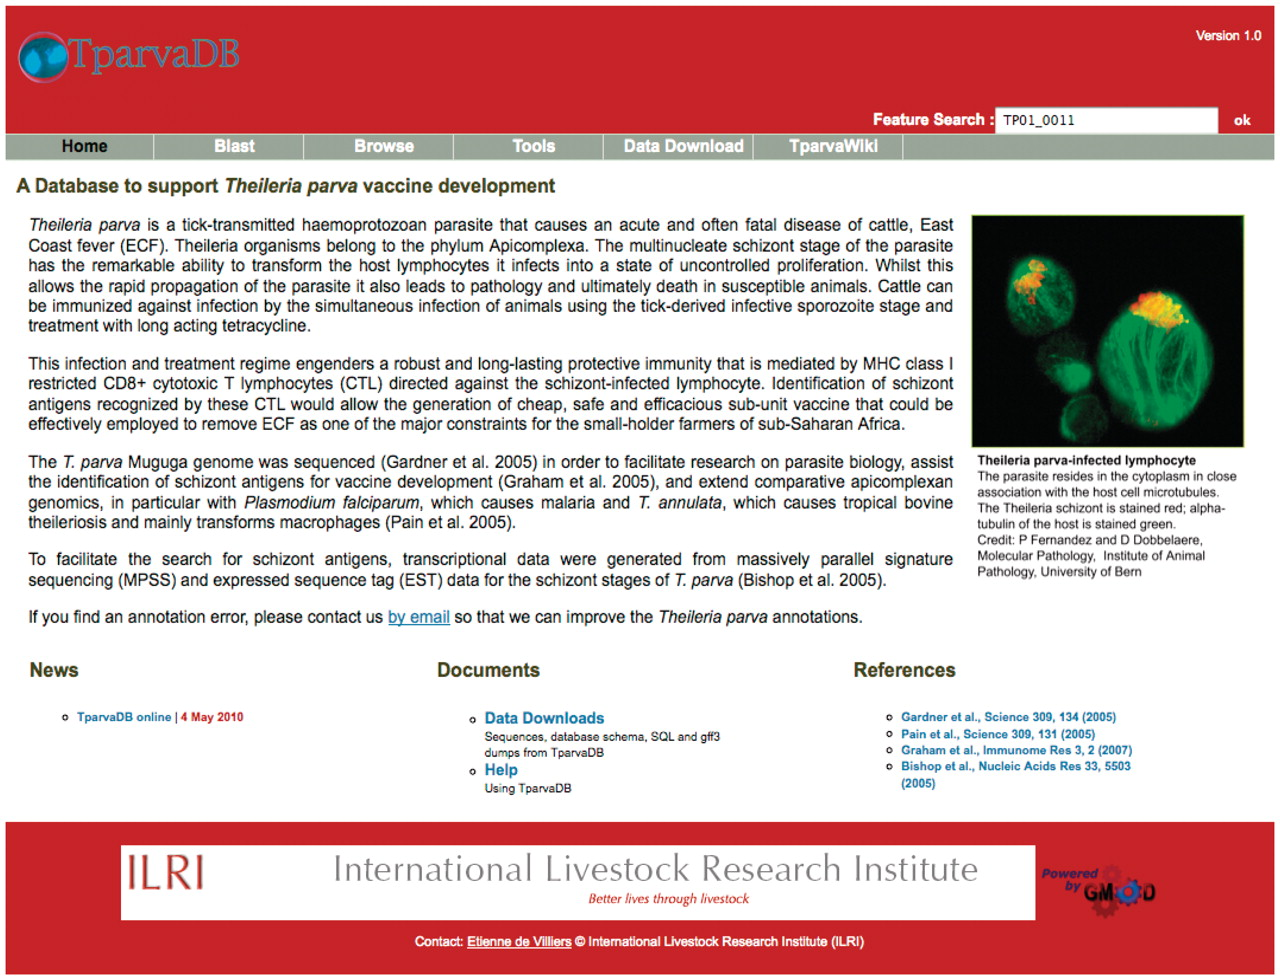 TparvaDB
Version 1.0
Feature Search : TP01_0011 ok
Home Blast Browse Tools Data Download TparvaWiki
A Database to support Theileria parva vaccine development
Theileria parva is a tick-transmitted haemoprotozoan parasite that causes an acute and often fatal disease of cattle, East
Coast fever (ECF). Theileria organisms belong to the phylum Apicomplexa. The multinucleate schizont stage of the parasite
has the remarkable ability to transform the host lymphocytes it infects into a state of uncontrolled proliferation. Whilst this
allows the rapid propagation of the parasite it also leads to pathology and ultimately death in susceptible animals. Cattle can
be immunized against infection by the simultaneous infection of animals using the tick-derived infective sporozoite stage and
treatment with long acting tetracycline.
This infection and treatment regime engenders a robust and long-lasting protective immunity that is mediated by MHC class I
restricted CD8+ cytotoxic T lymphocytes (CTL) directed against the schizont-infected lymphocyte. Identification of schizont
antigens recognized by these CTL would allow the generation of cheap, safe and efficacious sub-unit vaccine that could be
effectively employed to remove ECF as one of the major constraints for the small-holder farmers of sub-Saharan Africa.
The T. parva Muguga genome was sequenced (Gardner et al. 2005) in order to facilitate research on parasite biology, assist
the identification of schizont antigens for vaccine development (Graham et al. 2005), and extend comparative apicomplexan
genomics, in particular with Plasmodium falciparum, which causes malaria and T. annulata, which causes tropical bovine
theileriosis and mainly transforms macrophages (Pain et al. 2005).
To facilitate the search for schizont antigens, transcriptional data were generated from massively parallel signature
sequencing (MPSS) and expressed sequence tag (EST) data for the schizont stages of T. parva (Bishop et al. 2005).
If you find an annotation error, please contact us by email so that we can improve the Theileria parva annotations.
Theileria parva-infected lymphocyte
The parasite resides in the cytoplasm in close
association with the host cell microtubules.
The Theileria schizont is stained red; alpha-
tubulin of the host is stained green.
Credit: P Fernandez and D Dobbelaere,
Molecular Pathology, Institute of Animal
Pathology, University of Bern
News
TparvaDB online | 4 May 2010
Documents
Data Downloads
Sequences, database schema, SQL and gff3
dumps from TparvaDB
Help
Using TparvaDB
References
Gardner et al., Science 309, 134 (2005)
Pain et al., Science 309, 131 (2005)
Graham et al., Immunome Res 3, 2 (2007)
Bishop et al., Nucleic Acids Res 33, 5503
(2005)
ILRI International Livestock Research Institute
Better lives through livestock
Powered
by GMOD
Contact: Etienne de Villiers © International Livestock Research Institute (ILRI)